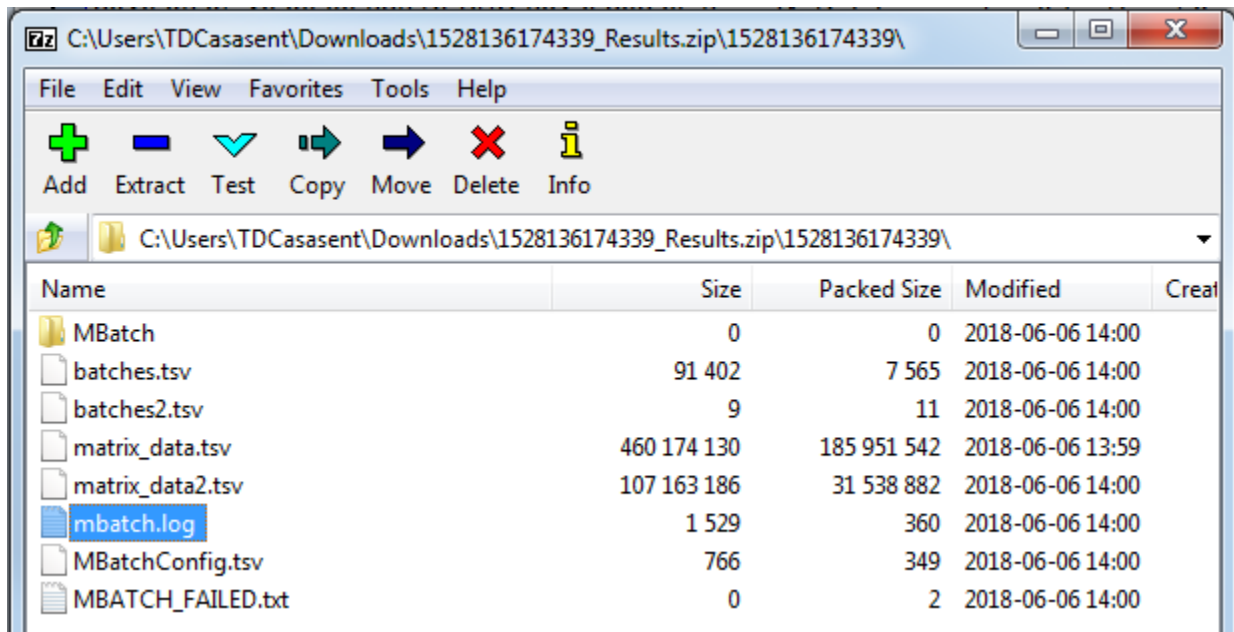 7z C:\Users\TDCasasent\Downloads\1528136174339_Results.zip\1528136174339\
File Edit View Favorites Tools Help
Add Extract Test Copy Move Delete Info
C:\Users\TDCasasent\Downloads\1528136174339_Results.zip\1528136174339\
Name Size Packed Size Modified Creat
MBatch 0 0 2018-06-06 14:00
batches.tsv 91 402 7 565 2018-06-06 14:00
batches2.tsv 9 11 2018-06-06 14:00
matrix_data.tsv 460 174 130 185 951 542 2018-06-06 13:59
matrix_data2.tsv 107 163 186 31 538 882 2018-06-06 14:00
mbatch.log 1 529 360 2018-06-06 14:00
MBatchConfig.tsv 766 349 2018-06-06 14:00
MBATCH_FAILED.txt 0 2 2018-06-06 14:00